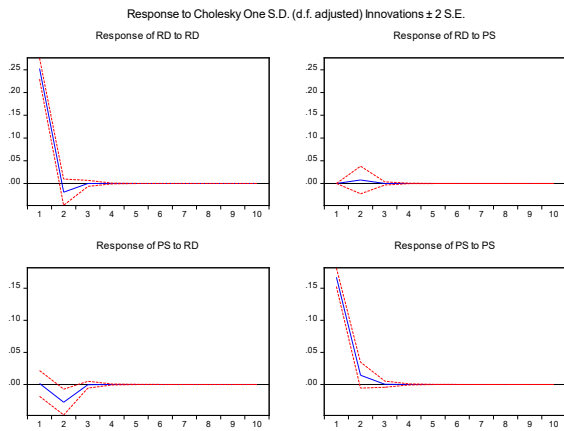 Response to Cholesky One S.D. (d.f. adjusted) Innovations ± 2 S.E.
Response of RD to RD
.25
.20
.15
.10
.05
.00
1 2 3 4 5 6 7 8 9 10
Response of RD to PS
.25
.20
.15
.10
.05
.00
1 2 3 4 5 6 7 8 9 10
Response of PS to RD
.15
.10
.05
.00
1 2 3 4 5 6 7 8 9 10
Response of PS to PS
.15
.10
.05
.00
1 2 3 4 5 6 7 8 9 10